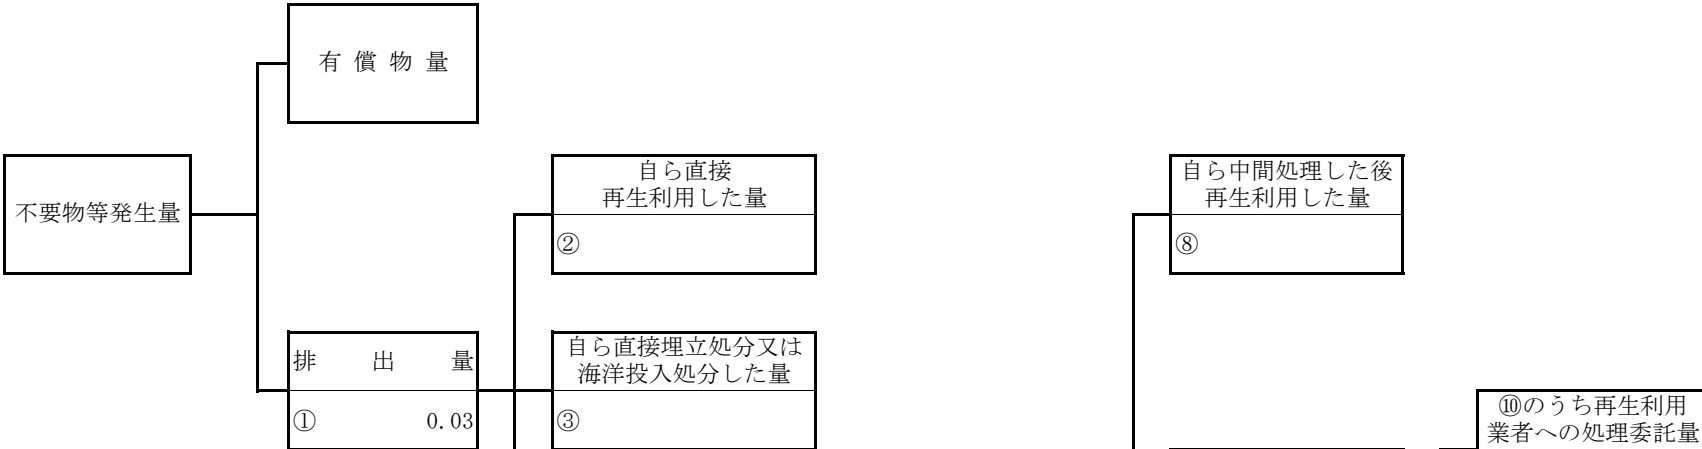 有 償 物 量
不要物等発生量
自ら直接
再生利用した量
②
自ら中間処理した後
再生利用した量
⑧
排 出 量
① 0.03
自ら直接埋立処分又は
海洋投入処分した量
③
⑩のうち再生利用
業者への処理委託量